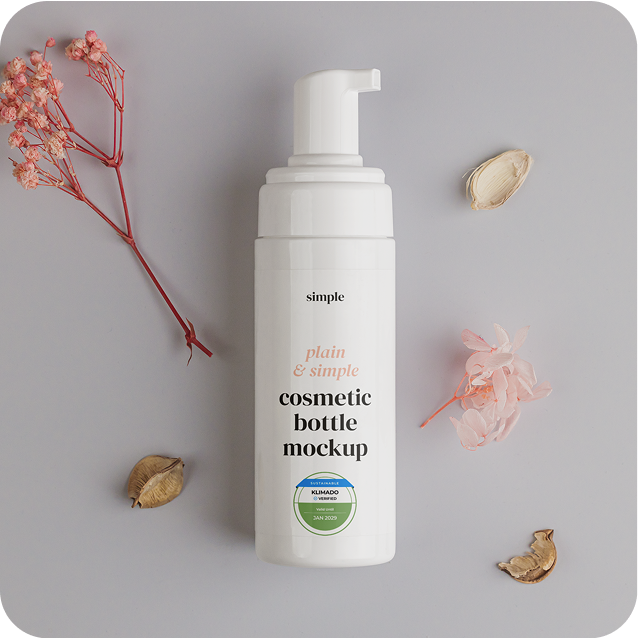 simple
plain
& simple
cosmetic
bottle
mockup
SUSTAINABLE
KLIMADO
VERIFIED
JAN 2029